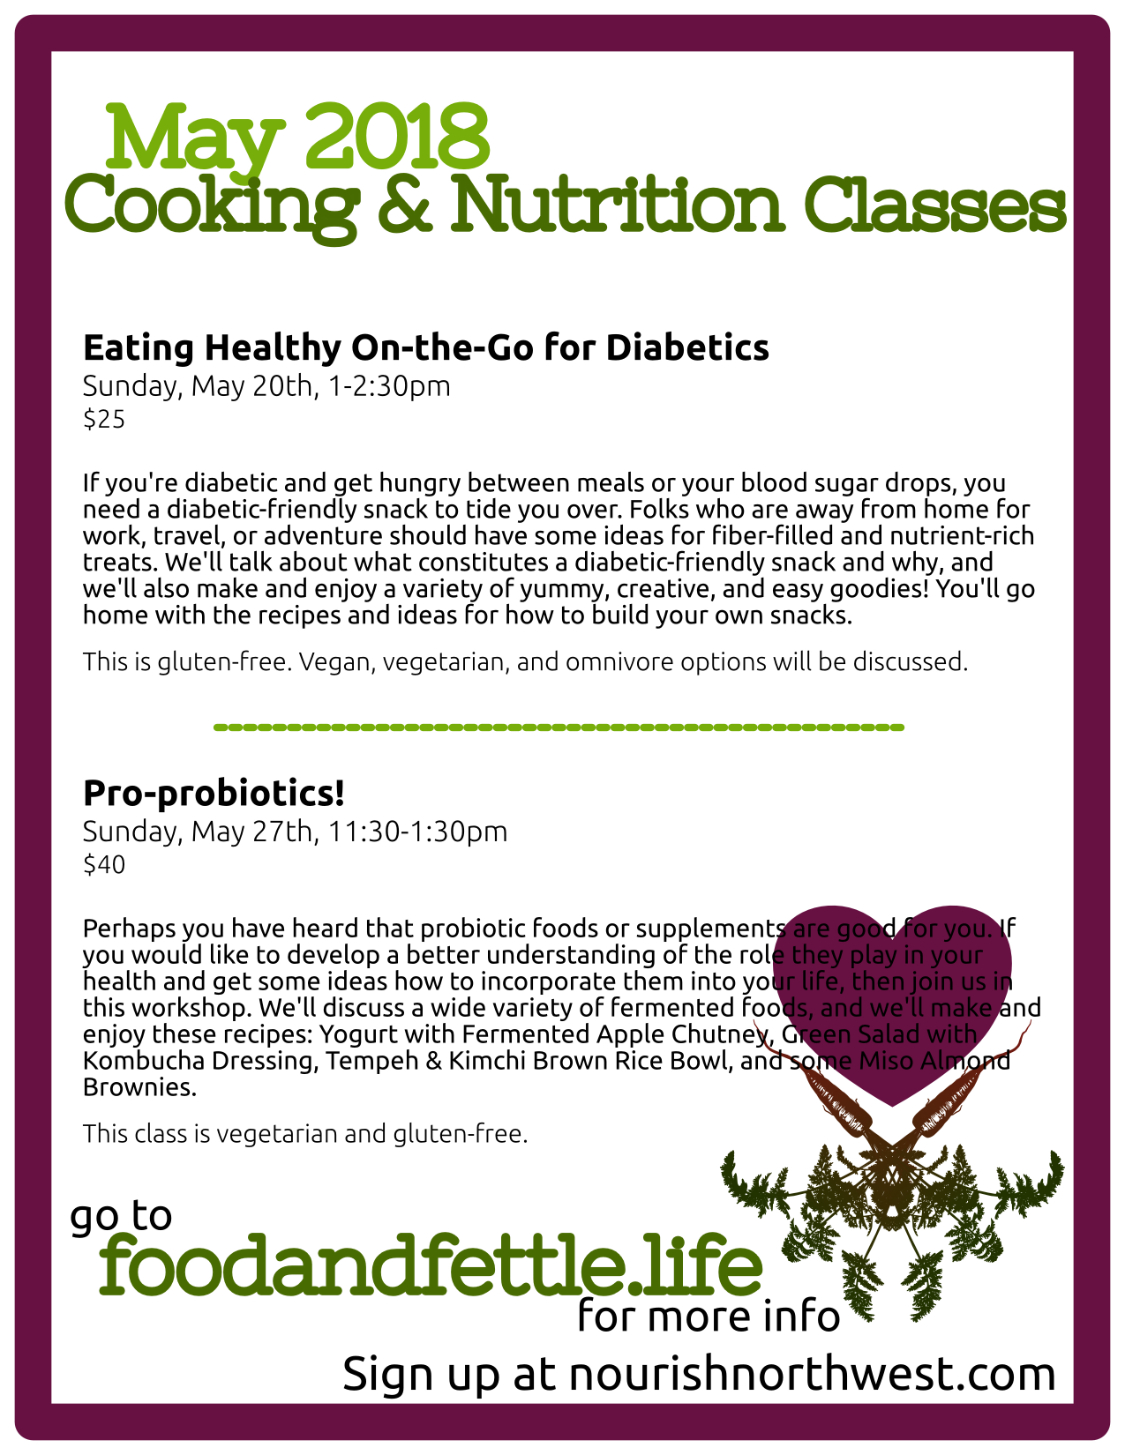 May 2018
Cooking & Nutrition Classes
Eating Healthy On-the-Go for Diabetics
Sunday, May 20th, 1-2:30pm
$25
If you're diabetic and get hungry between meals or your blood sugar drops, you
need a diabetic-friendly snack to tide you over. Folks who are away from home for
work, travel, or adventure should have some ideas for fiber-filled and nutrient-rich
treats. We'll talk about what constitutes a diabetic-friendly snack and why, and
we'll also make and enjoy a variety of yummy, creative, and easy goodies! You'll go
home with the recipes and ideas for how to build your own snacks.
This is gluten-free. Vegan, vegetarian, and omnivore options will be discussed.
Pro-probiotics!
Sunday, May 27th, 11:30-1:30pm
$40
Perhaps you have heard that probiotic foods or supplements are good for you. If
you would like to develop a better understanding of the role they play in your
health and get some ideas how to incorporate them into your life, then join us in
this workshop. We'll discuss a wide variety of fermented foods, and we'll make and
enjoy these recipes: Yogurt with Fermented Apple Chutney, Green Salad with
Kombucha Dressing, Tempeh & Kimchi Brown Rice Bowl, and some Miso Almond
Brownies.
This class is vegetarian and gluten-free.
go to
foodandfettle.life
for more info
Sign up at nourishnorthwest.com